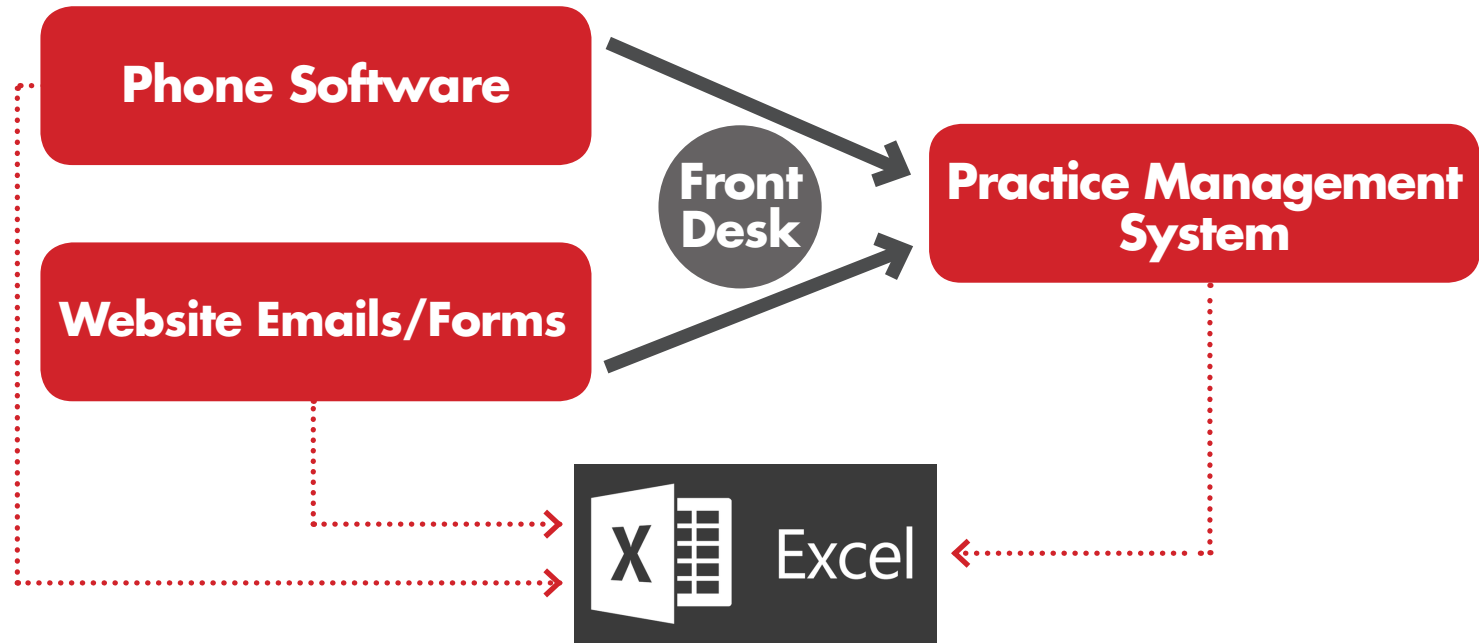 Phone Software
Front
Desk
Practice Management
System
Website Emails/Forms
X
Excel